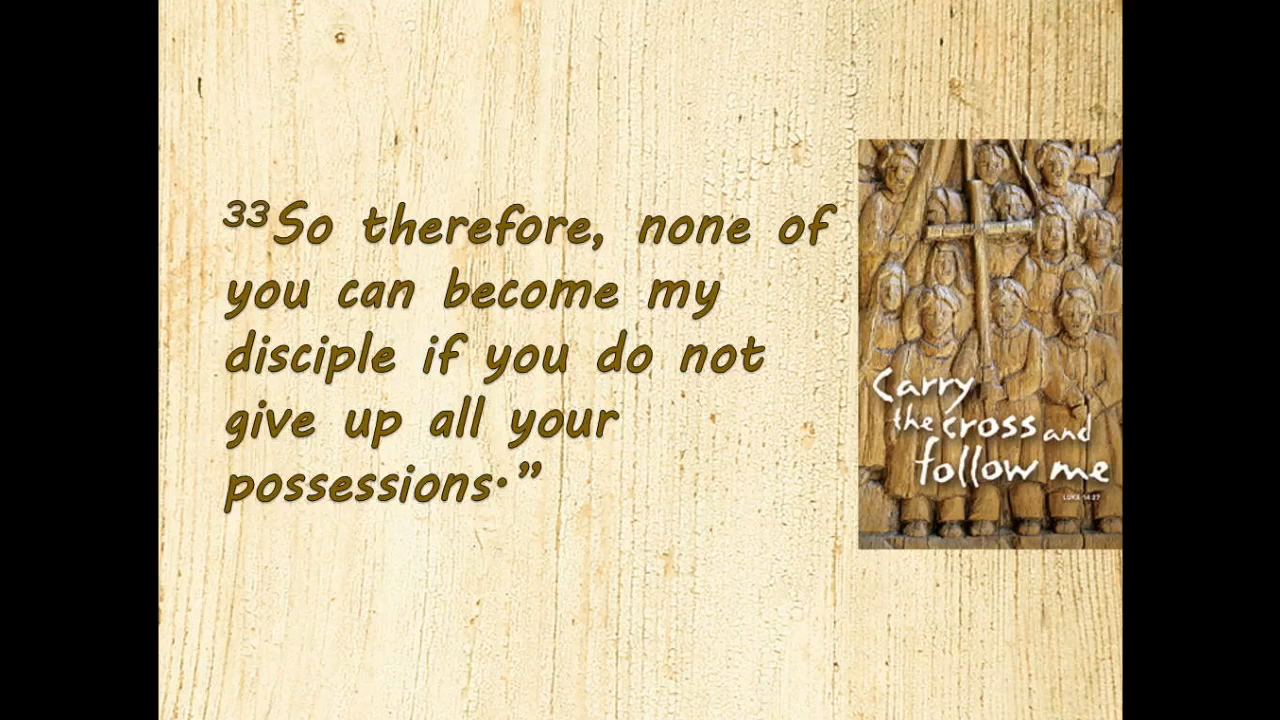 ³³So therefore, none of
you can become my
disciple if you do not
give up all your
possessions.”
Carry
the cross and
follow me
LUKE 14:27